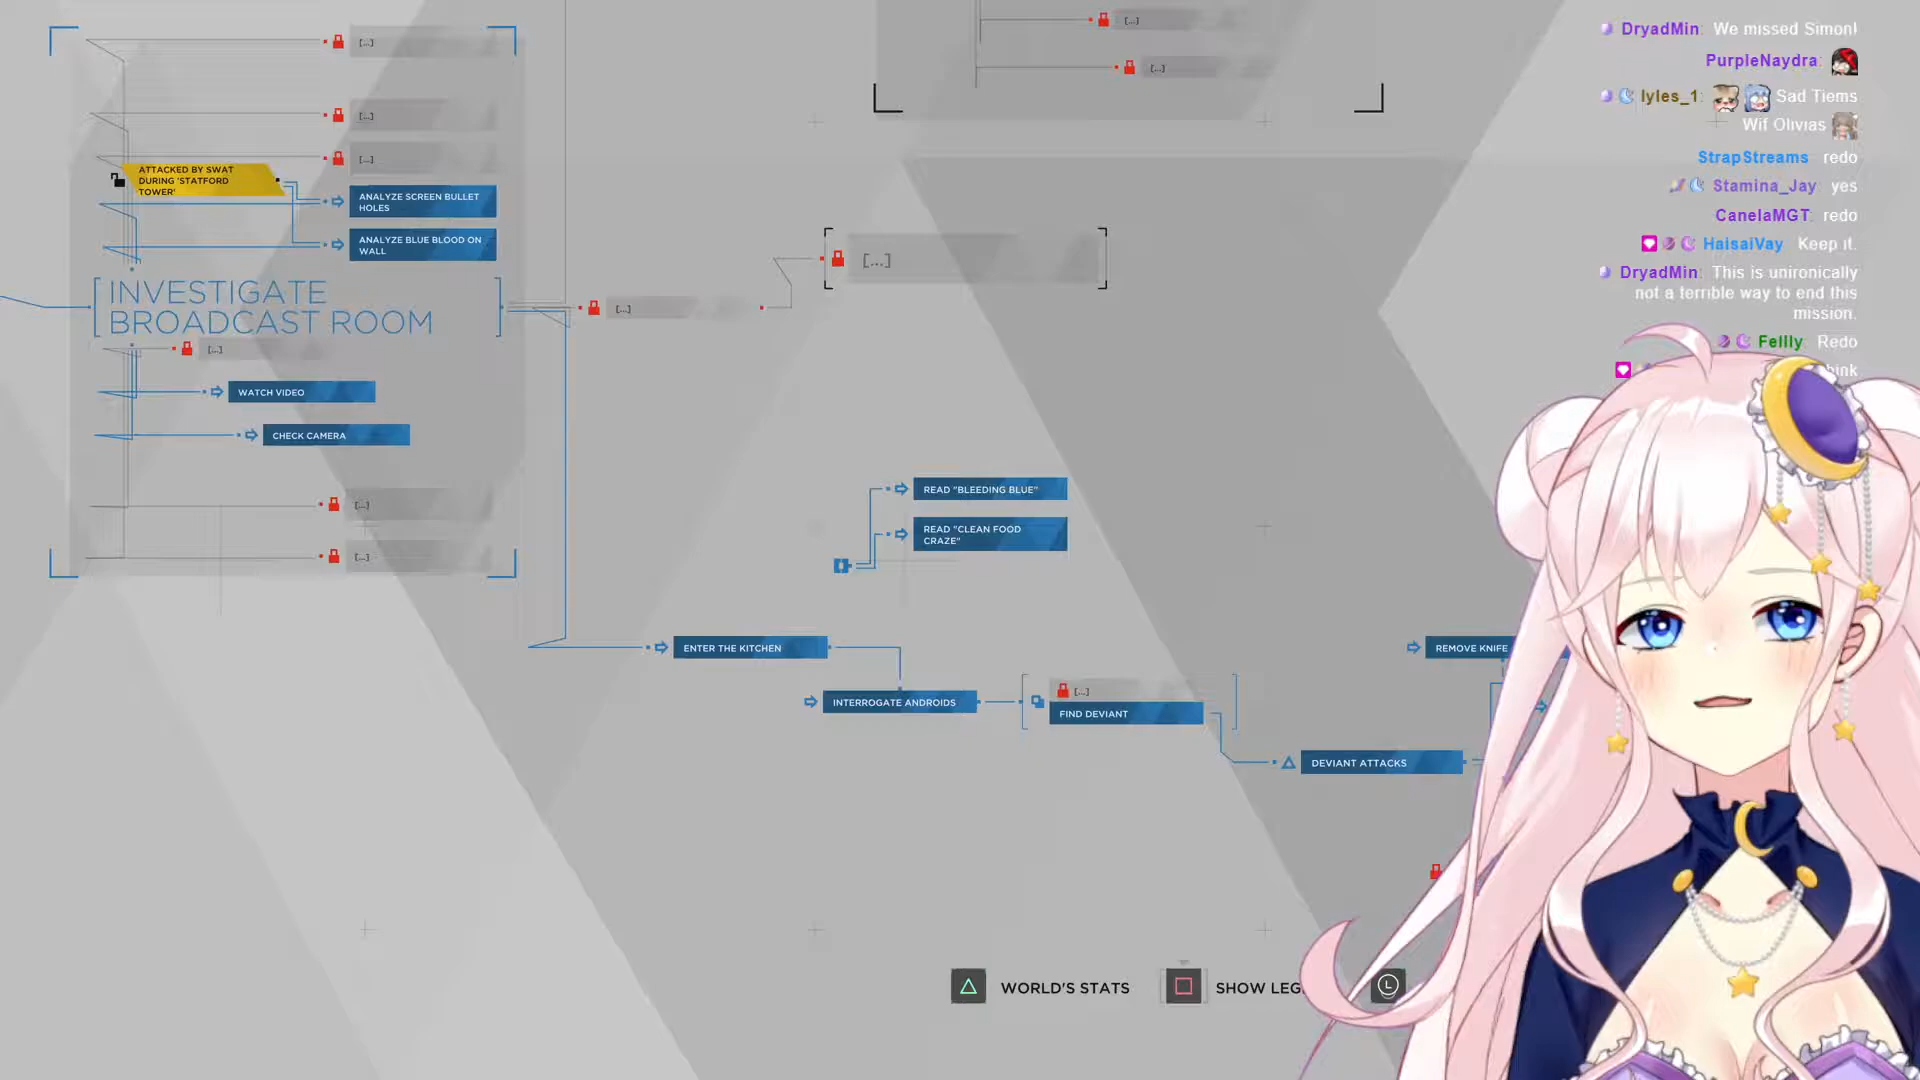 [...]
[...]
[...]
ATTACKED BY SWAT
DURING 'STATFORD
TOWER'
ANALYZE SCREEN BULLET
HOLES
ANALYZE BLUE BLOOD ON
WALL
INVESTIGATE
BROADCAST ROOM
[...]
WATCH VIDEO
CHECK CAMERA
[...]
[...]
[...]
[...]
[...]
[...]
READ "BLEEDING BLUE"
READ "CLEAN FOOD
CRAZE"
ENTER THE KITCHEN
INTERROGATE ANDROIDS
[...]
FIND DEVIANT
DEVIANT ATTACKS
REMOVE KNIFE
WORLD'S STATS
L
DryadMin: We missed Simon!
PurpleNaydra:
lyles_1: Sad Tiems
Wif Olivias
StrapStreams redo
Stamina_Jay: yes
CanelaMGT: redo
HaisaiVay Keep it.
DryadMin: This is unironically
not a terrible way to end this
mission.
Fellly Redo